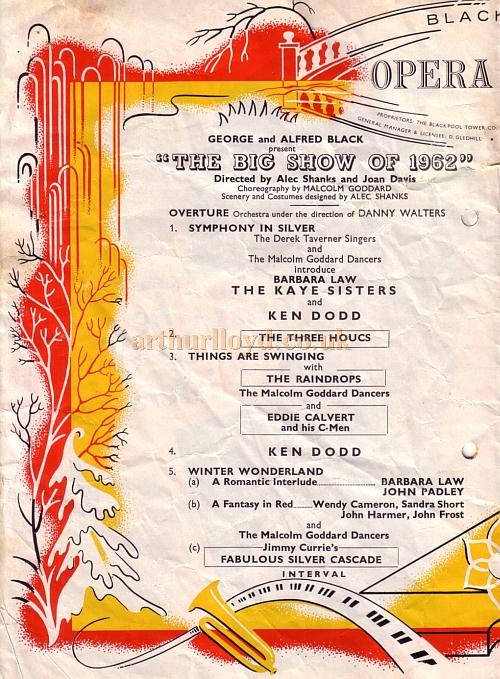 BLACK
OPERA
PROPRIETORS: THE BLACKPOOL TOWER CO
GENERAL MANAGER & LICENSEE: D. GLEDHILL
GEORGE and ALFRED BLACK
present
"THE BIG SHOW OF 1962"
Directed by Alec Shanks and Joan Davis
Choreography by MALCOLM GODDARD
Scenery and Costumes designed by ALEC SHANKS
OVERTURE Orchestra under the direction of DANNY WALTERS
1. SYMPHONY IN SILVER
The Derek Taverner Singers
and
The Malcolm Goddard Dancers
introduce
BARBARA LAW
THE KAYE SISTERS
and
KEN DODD
2. THE THREE HOUCS
arthurlloyd.co.uk
3. THINGS ARE SWINGING
with
THE RAINDROPS
The Malcolm Goddard Dancers
and
EDDIE CALVERT
and his C-Men
4. KEN DODD
5. WINTER WONDERLAND
(a) A Romantic Interlude................ BARBARA LAW
JOHN PADLEY
(b) A Fantasy in Red......Wendy Cameron, Sandra Short
John Harmer, John Frost
and
The Malcolm Goddard Dancers
(c) Jimmy Currie's
FABULOUS SILVER CASCADE
INTERVAL